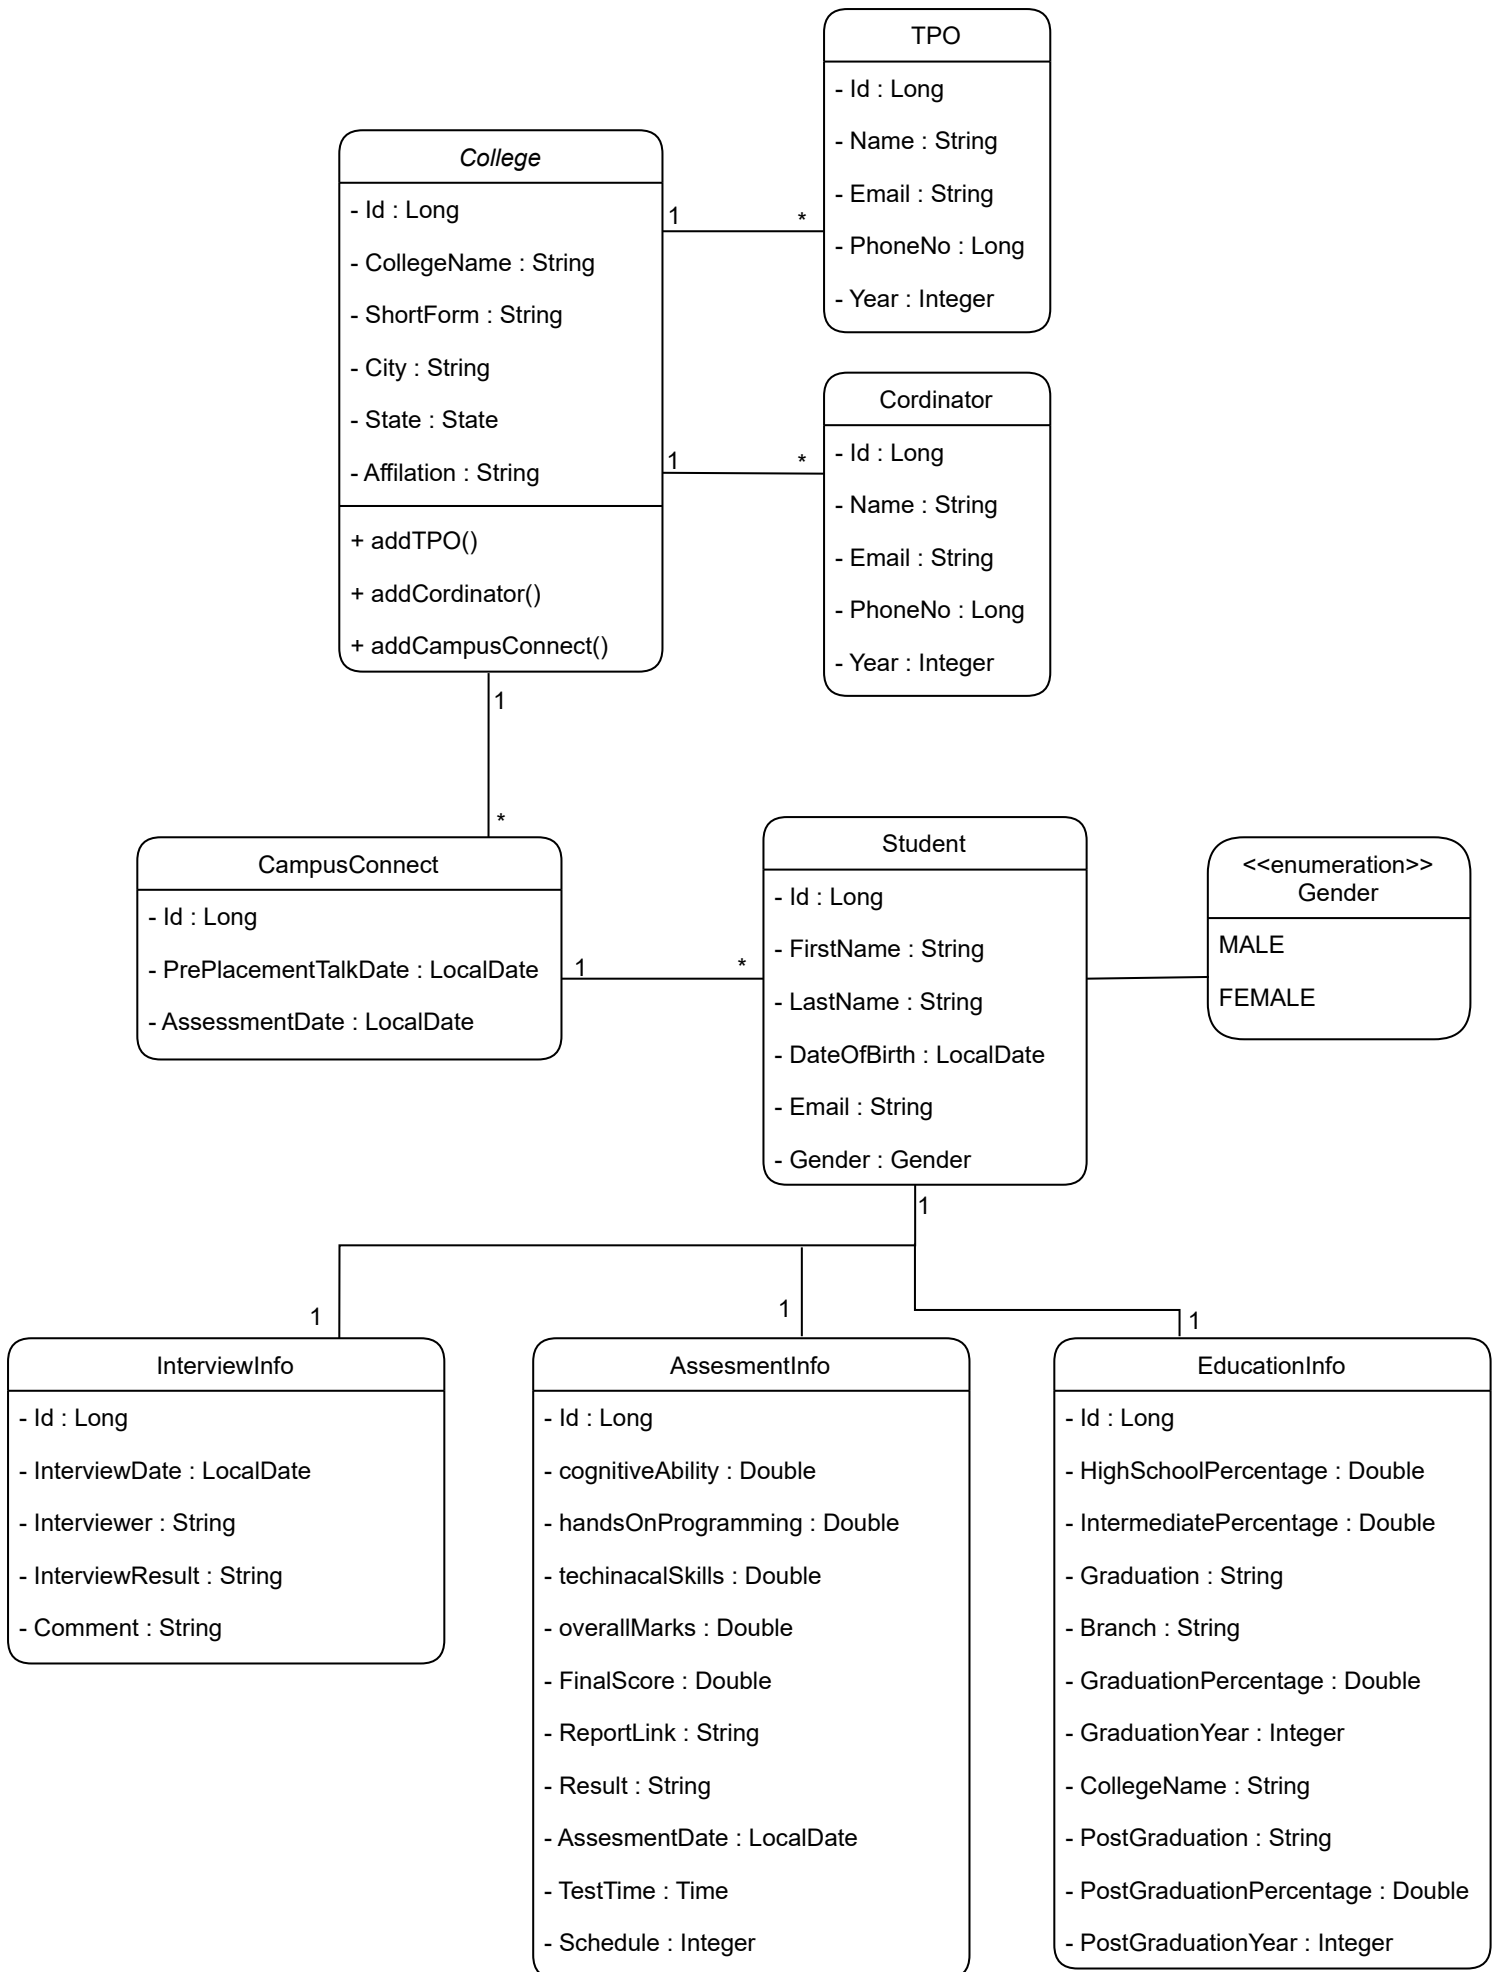 TPO
- Id : Long
- Name : String
- Email : String
- PhoneNo : Long
- Year : Integer
College
- Id : Long
- CollegeName : String
- ShortForm : String
- City : String
- State : State
- Affilation : String
+ addTPO()
+ addCordinator()
+ addCampusConnect()
1
*
Cordinator
- Id : Long
- Name : String
- Email : String
- PhoneNo : Long
- Year : Integer
1
*
1
*
CampusConnect
- Id : Long
- PrePlacementTalkDate : LocalDate
- AssessmentDate : LocalDate
1
*
Student
- Id : Long
- FirstName : String
- LastName : String
- DateOfBirth : LocalDate
- Email : String
- Gender : Gender
<<enumeration>>
Gender
MALE
FEMALE
1
1
1
1
InterviewInfo
- Id : Long
- InterviewDate : LocalDate
- Interviewer : String
- InterviewResult : String
- Comment : String
AssesmentInfo
- Id : Long
- cognitiveAbility : Double
- handsOnProgramming : Double
- techinacalSkills : Double
- overallMarks : Double
- FinalScore : Double
- ReportLink : String
- Result : String
- AssesmentDate : LocalDate
- TestTime : Time
- Schedule : Integer
EducationInfo
- Id : Long
- HighSchoolPercentage : Double
- IntermediatePercentage : Double
- Graduation : String
- Branch : String
- GraduationPercentage : Double
- GraduationYear : Integer
- CollegeName : String
- PostGraduation : String
- PostGraduationPercentage : Double
- PostGraduationYear : Integer